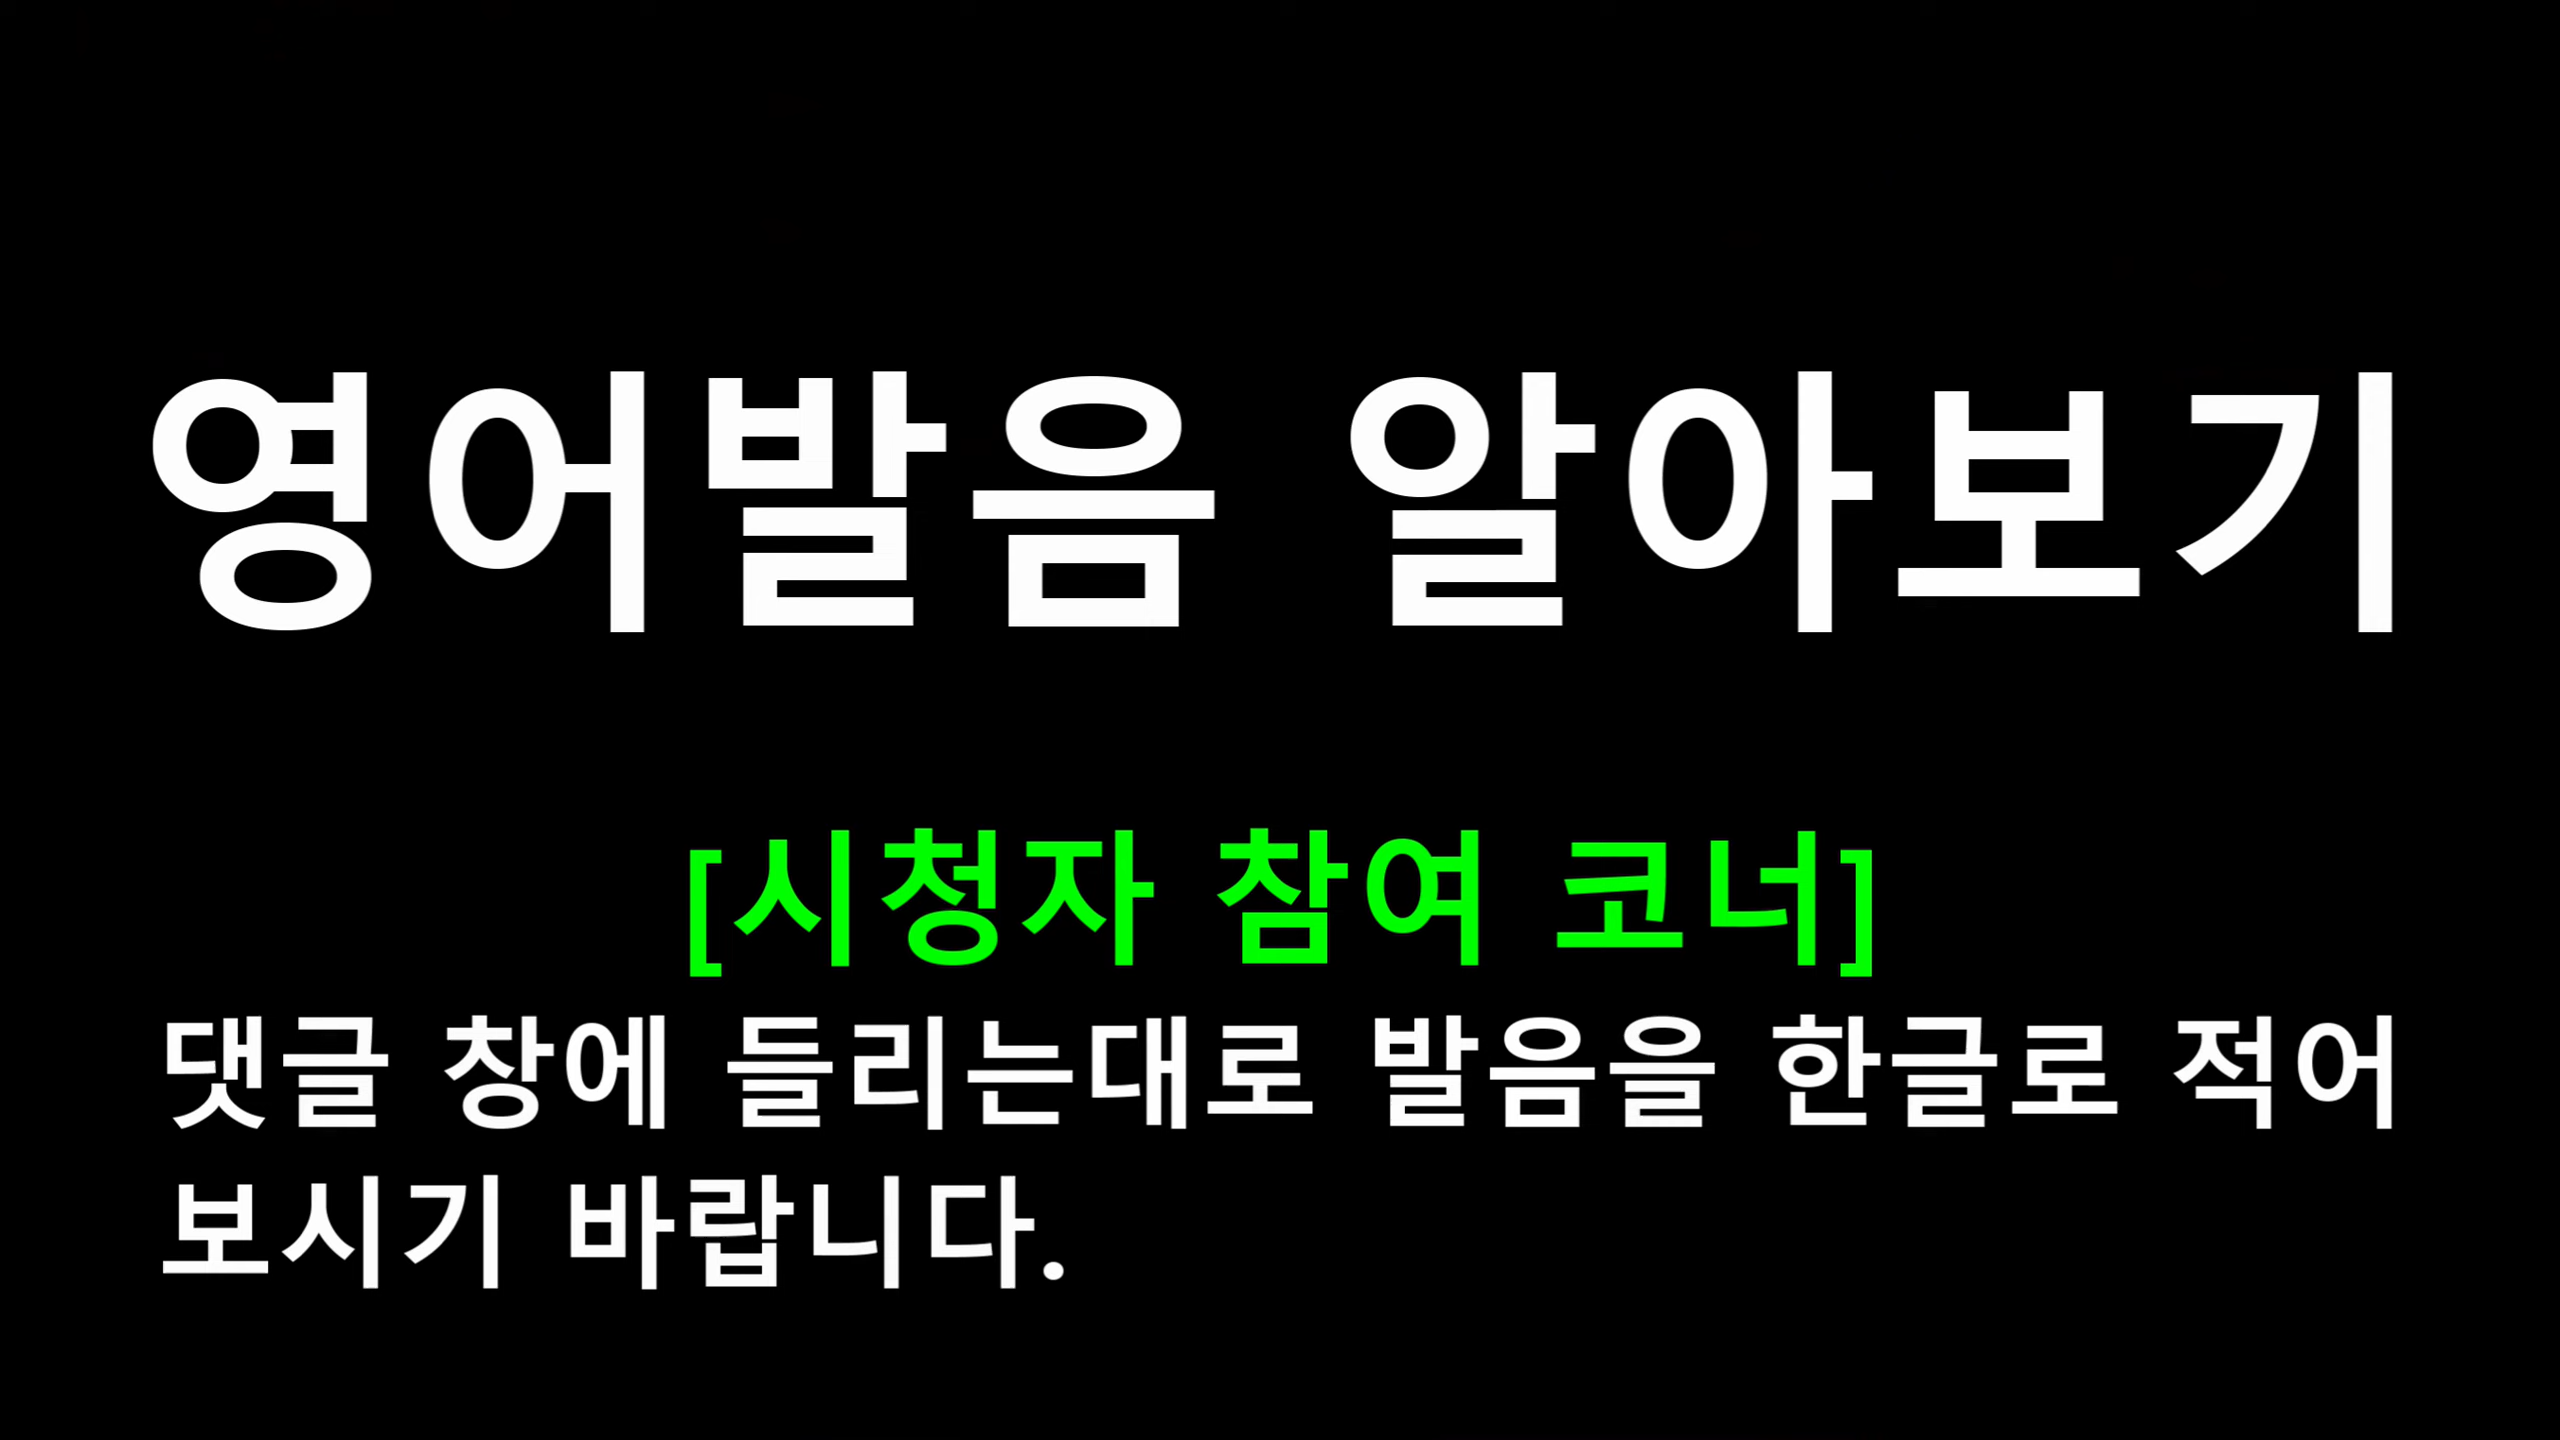 영어발음 알아보기
[시청자 참여 코너]
댓글 창에 들리는대로 발음을 한글로 적어
보시기 바랍니다.